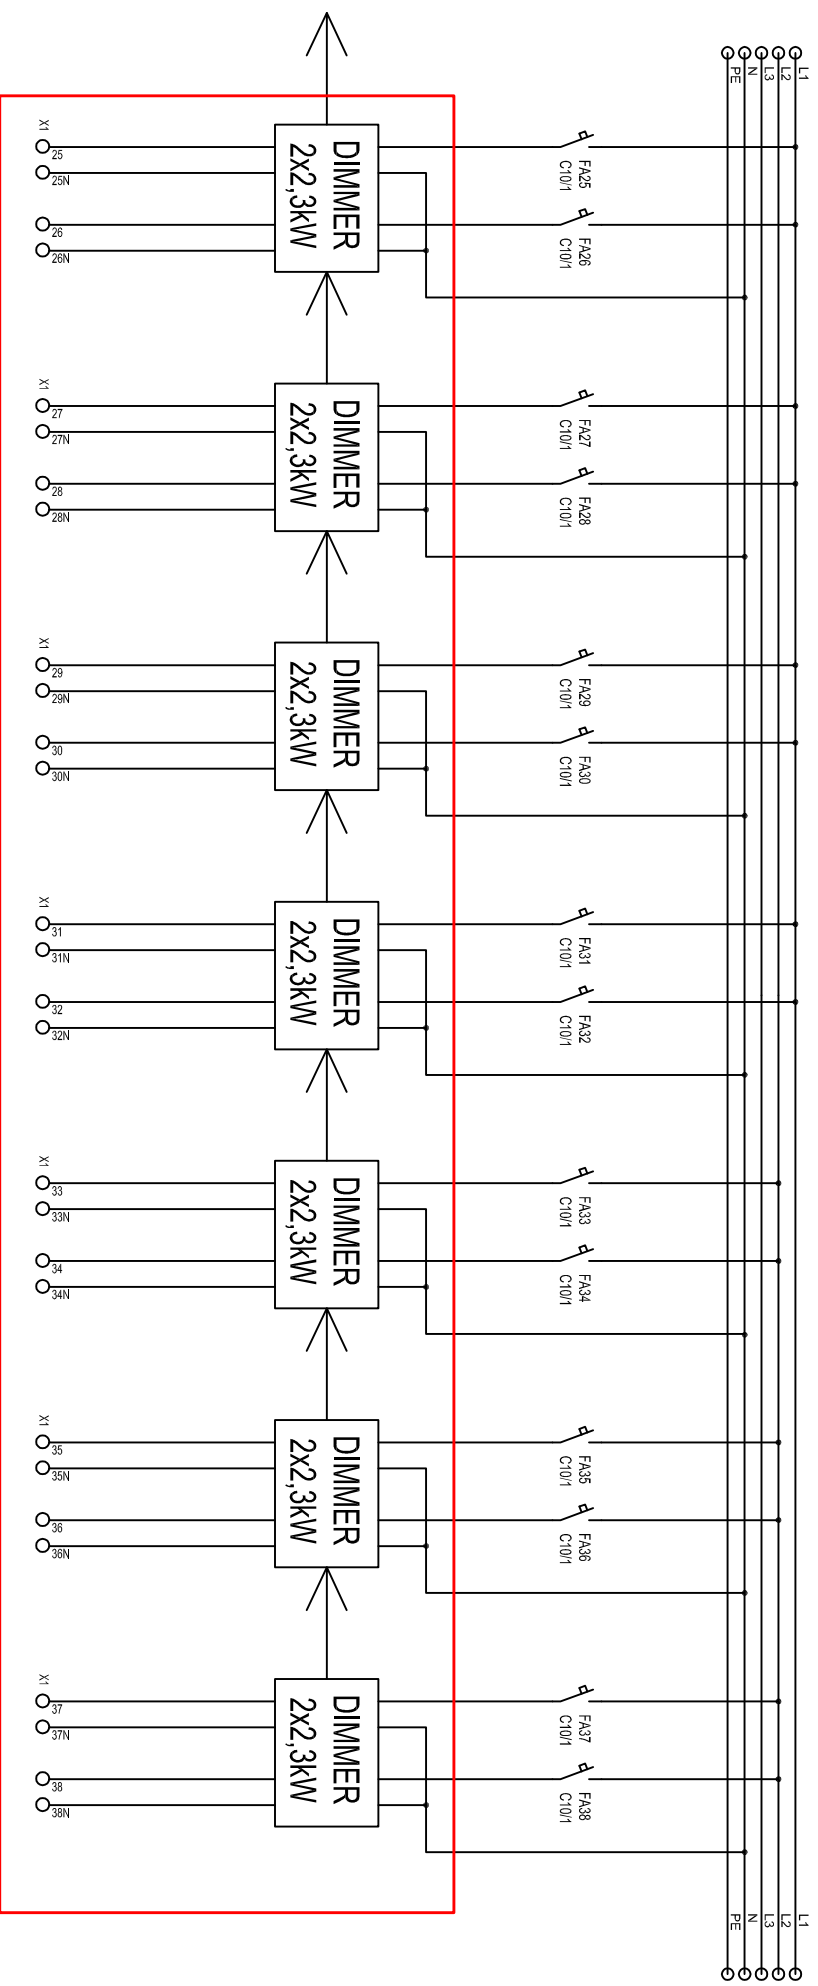 L1 L1
L2 L2
L3 L3
N N
PE PE
FA25 FA26 FA27 FA28 FA29 FA30 FA31 FA32 FA33 FA34 FA35 FA36 FA37 FA38
C10/1 C10/1 C10/1 C10/1 C10/1 C10/1 C10/1 C10/1 C10/1 C10/1 C10/1 C10/1 C10/1 C10/1
DIMMER DIMMER DIMMER DIMMER DIMMER DIMMER DIMMER
2x2,3kW 2x2,3kW 2x2,3kW 2x2,3kW 2x2,3kW 2x2,3kW 2x2,3kW
25 25N 26 26N 27 27N 28 28N 29 29N 30 30N 31 31N 32 32N 33 33N 34 34N 35 35N 36 36N 37 37N 38 38N
X1 X1 X1 X1 X1 X1 X1